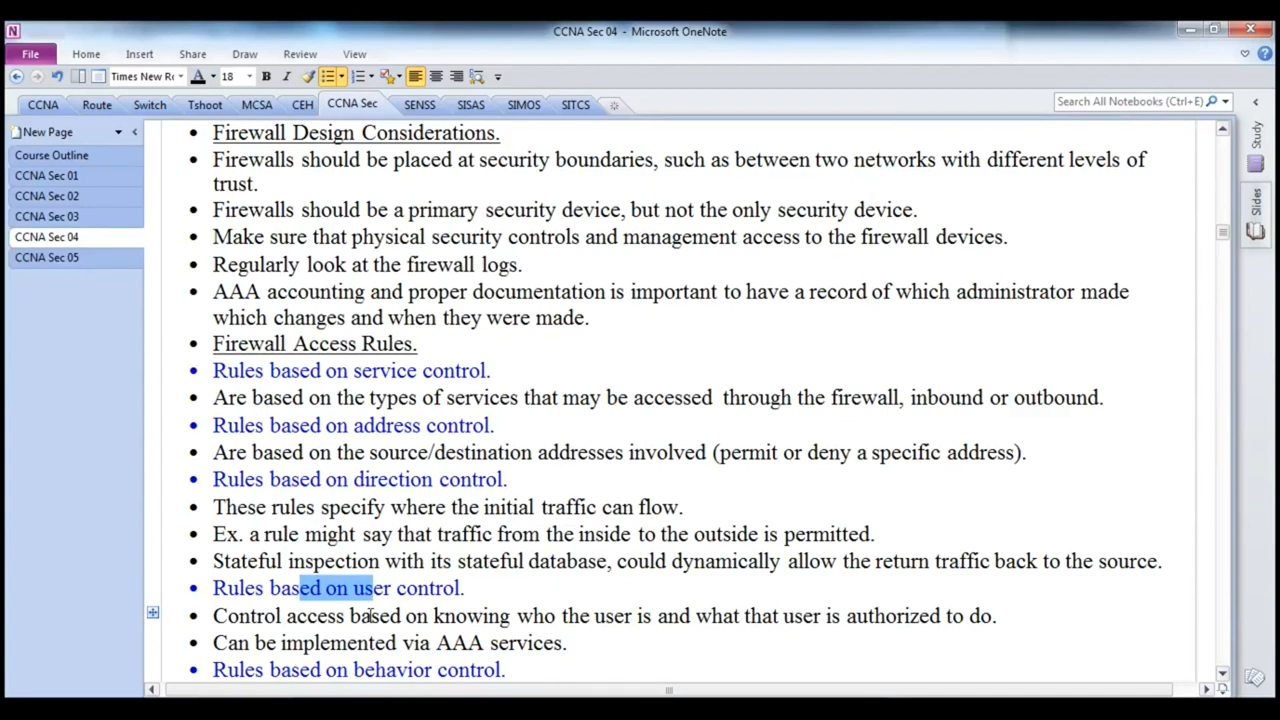 CCNA Sec 04 - Microsoft OneNote
File Home Insert Share Draw Review View
Times New Ro 18 B I
CCNA Route Switch Tshoot MCSA CEH CCNA Sec SENSS SISAS SIMOS SITCS
Search All Notebooks (Ctrl+E)
New Page
Course Outline
CCNA Sec 01
CCNA Sec 02
CCNA Sec 03
CCNA Sec 04
CCNA Sec 05
• Firewall Design Considerations.
• Firewalls should be placed at security boundaries, such as between two networks with different levels of
trust.
• Firewalls should be a primary security device, but not the only security device.
• Make sure that physical security controls and management access to the firewall devices.
• Regularly look at the firewall logs.
• AAA accounting and proper documentation is important to have a record of which administrator made
which changes and when they were made.
• Firewall Access Rules.
• Rules based on service control.
• Are based on the types of services that may be accessed through the firewall, inbound or outbound.
• Rules based on address control.
• Are based on the source/destination addresses involved (permit or deny a specific address).
• Rules based on direction control.
• These rules specify where the initial traffic can flow.
• Ex. a rule might say that traffic from the inside to the outside is permitted.
• Stateful inspection with its stateful database, could dynamically allow the return traffic back to the source.
• Rules based on user control.
• Control access based on knowing who the user is and what that user is authorized to do.
• Can be implemented via AAA services.
• Rules based on behavior control.
Study
Slides